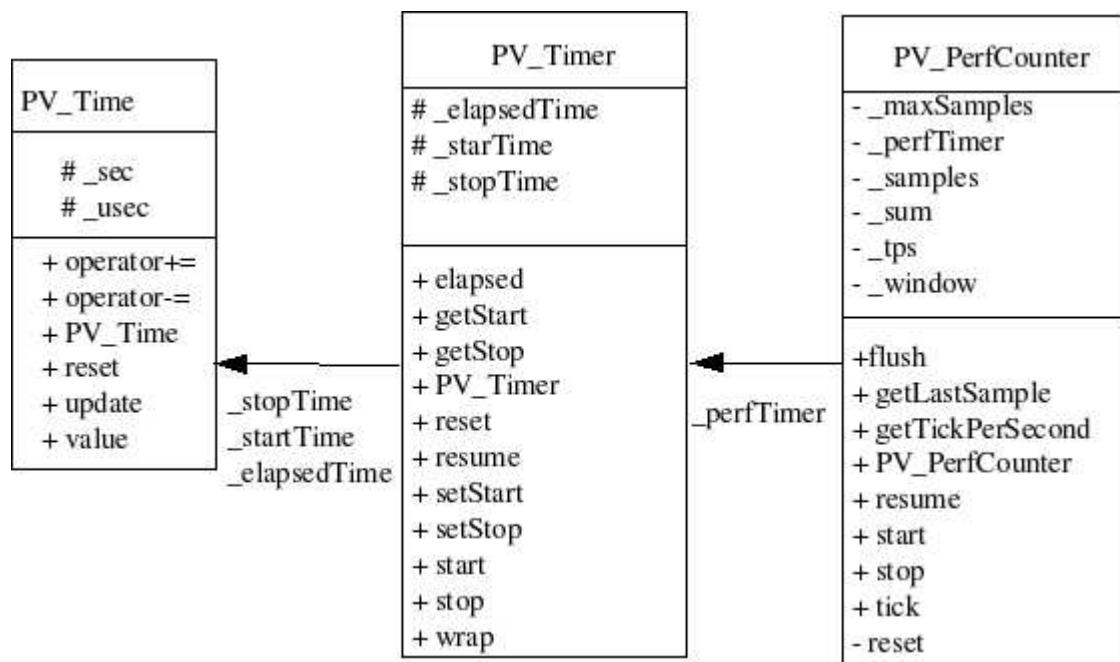 PV_Time
# _sec
# _usec
+ operator+=
+ operator-=
+ PV_Time
+ reset
+ update
+ value
_stopTime
_startTime
_elapsedTime
PV_Timer
# _elapsedTime
# _starTime
# _stopTime
+ elapsed
+ getStart
+ getStop
+ PV_Timer
+ reset
+ resume
+ setStart
+ setStop
+ start
+ stop
+ wrap
_perfTimer
PV_PerfCounter
- _maxSamples
- _perfTimer
- _samples
- _sum
- _tps
- _window
+flush
+ getLastSample
+ getTickPerSecond
+ PV_PerfCounter
+ resume
+ start
+ stop
+ tick
- reset